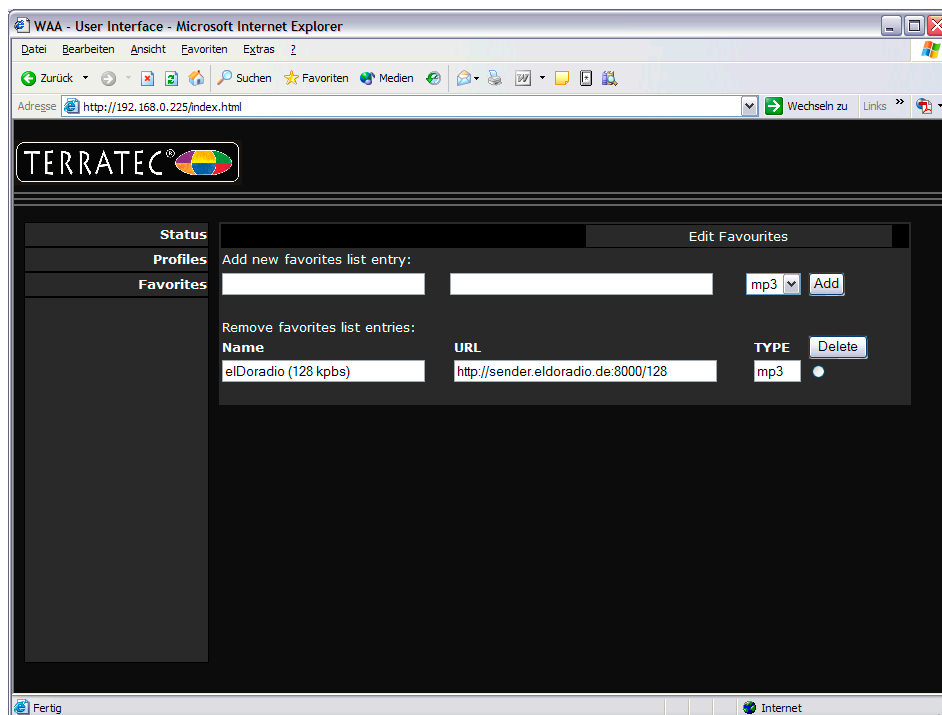 WAA - User Interface - Microsoft Internet Explorer
Datei Bearbeiten Ansicht Favoriten Extras ?
Zurück Suchen Favoriten Medien W
Adresse http://192.168.0.225/index.html Wechseln zu Links »
TERRATEC®
Status
Profiles
Favorites
Edit Favourites
Add new favorites list entry:
mp3 Add
Remove favorites list entries:
Name URL TYPE Delete
elDoradio (128 kpbs) http://sender.eldoradio.de:8000/128 mp3
Fertig Internet